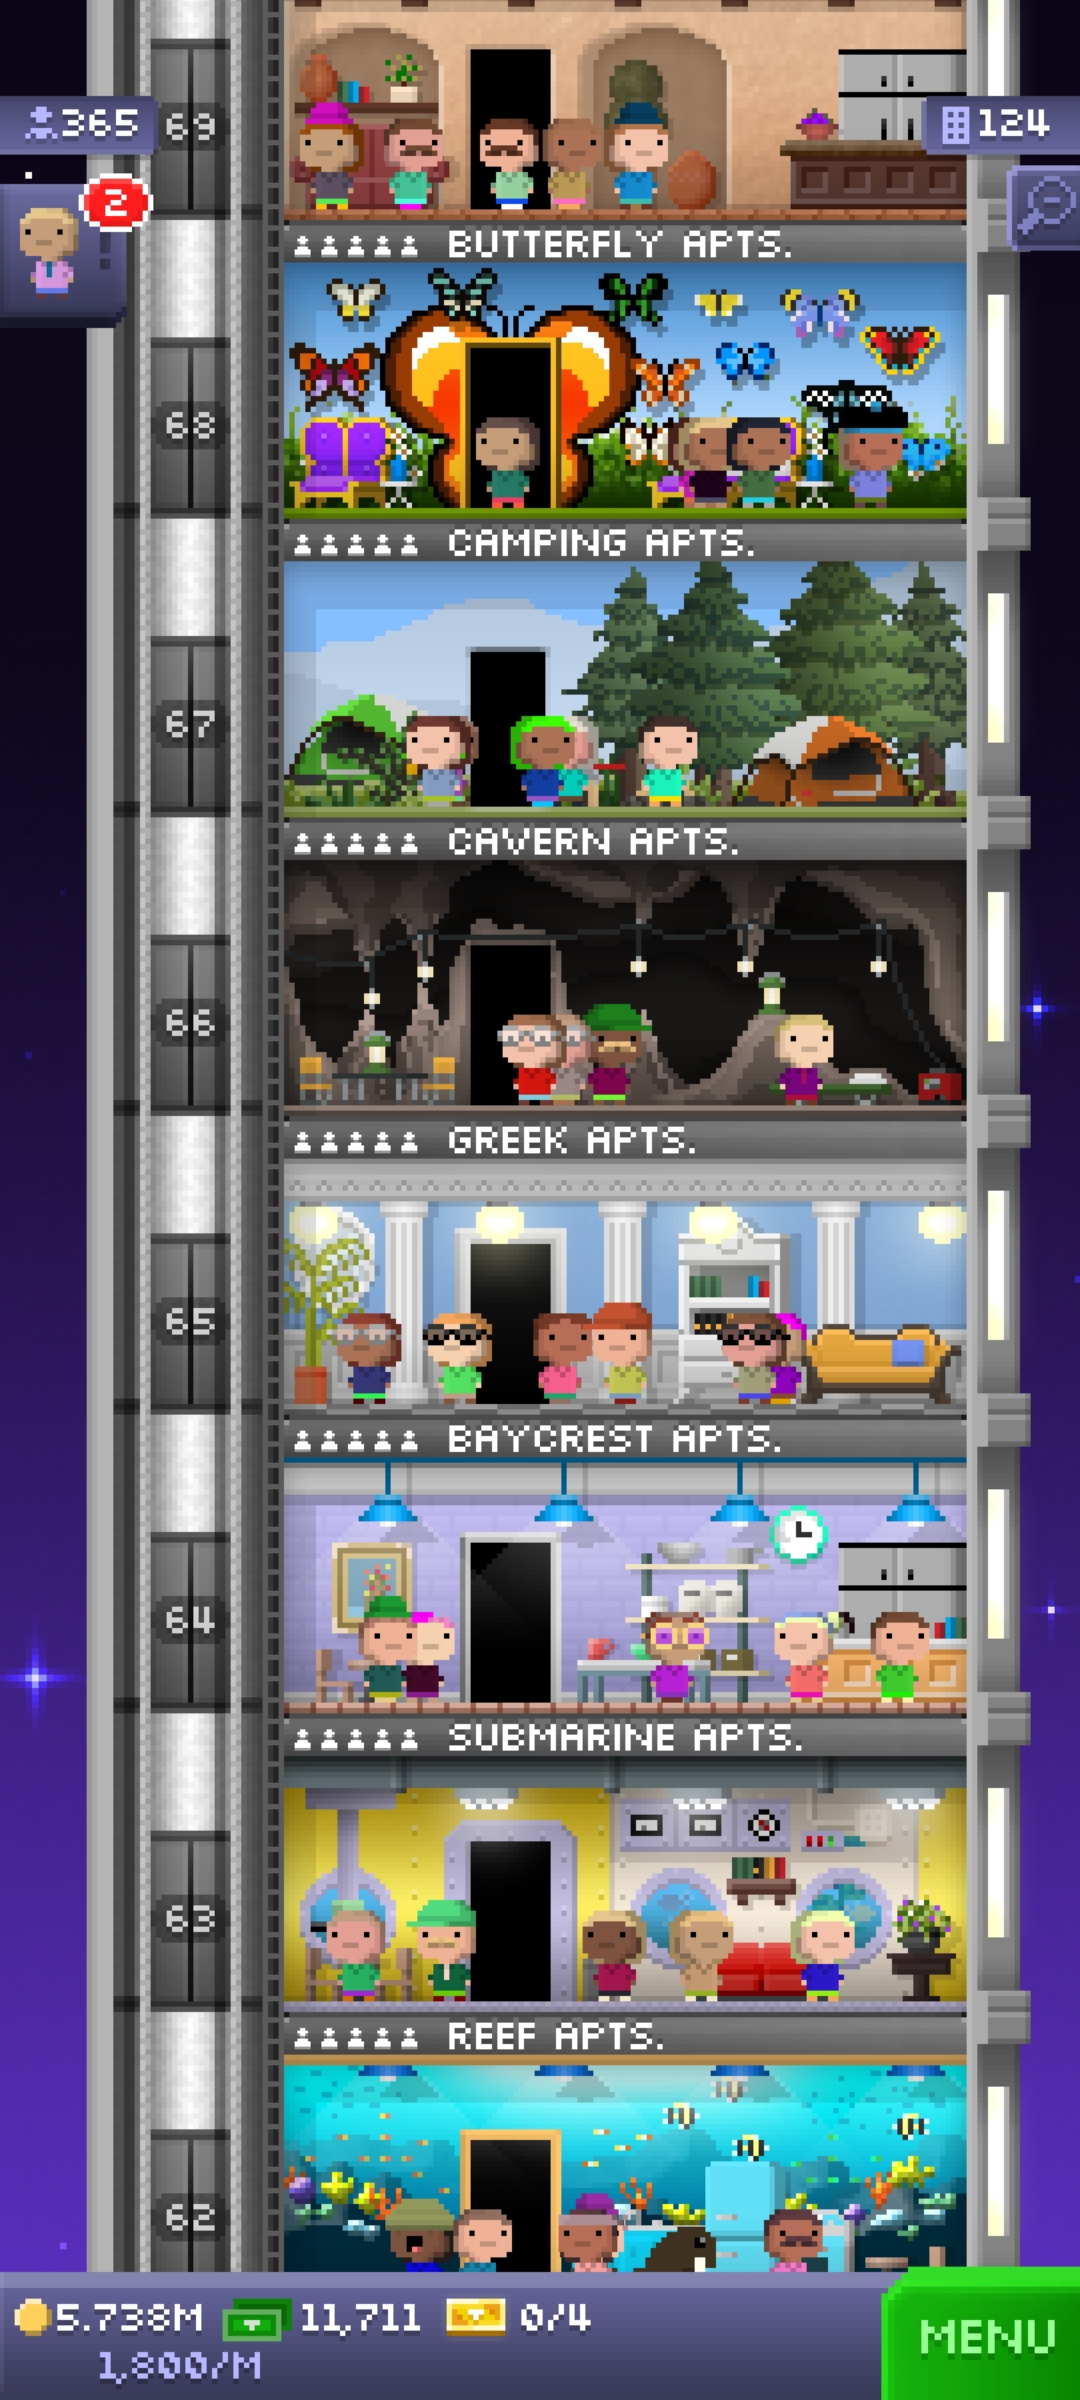 365
69
124
2
BUTTERFLY APTS.
68
CAMPING APTS.
67
CAVERN APTS.
66
GREEK APTS.
65
BAYCREST APTS.
64
SUBMARINE APTS.
63
REEF APTS.
62
5.738M 11,711 0/4
1,800/M
MENU